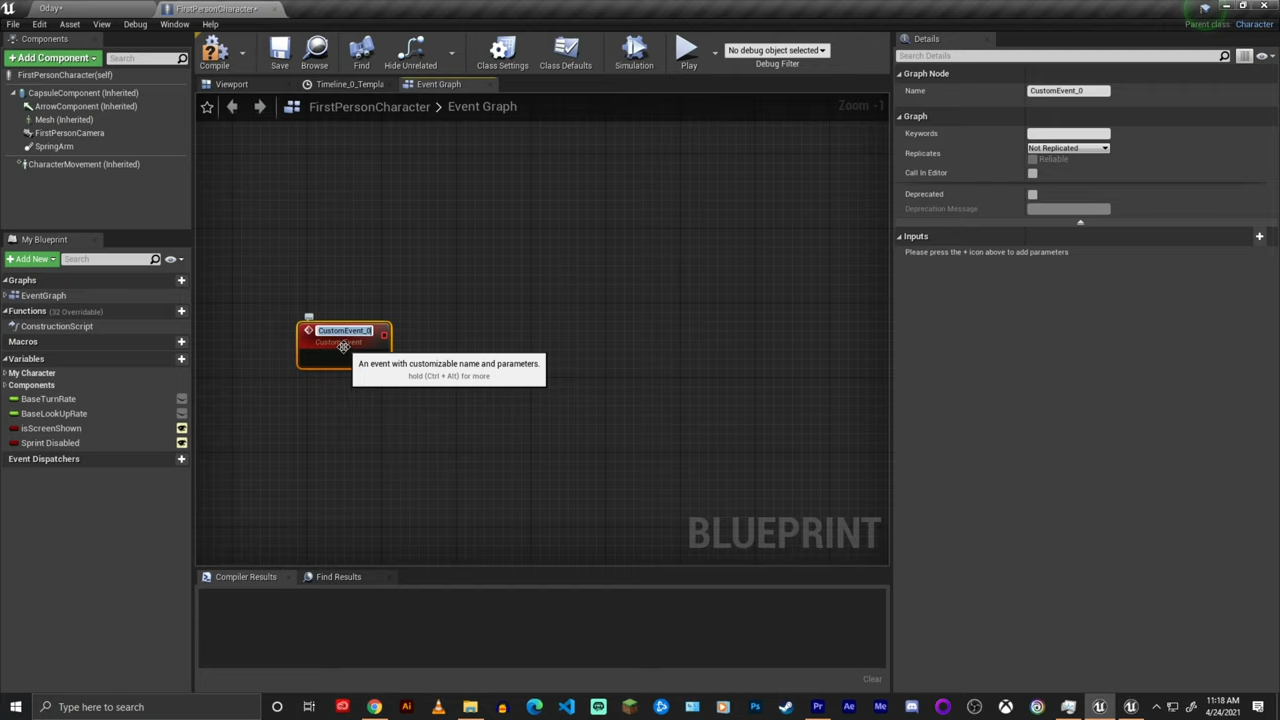 Oday*
FirstPersonCharacter*
File Edit Asset View Debug Window Help
Parent class: Character
Components
+Add Component
Search
FirstPersonCharacter(self)
CapsuleComponent (Inherited)
ArrowComponent (Inherited)
Mesh (Inherited)
FirstPersonCamera
SpringArm
CharacterMovement (Inherited)
My Blueprint
+Add New
Search
Graphs
EventGraph
Functions (32 Overridable)
ConstructionScript
Macros
Variables
My Character
Components
BaseTurnRate
BaseLookUpRate
isScreenShown
Sprint Disabled
Event Dispatchers
Compile
Save
Browse
Find
Hide Unrelated
Class Settings
Class Defaults
Simulation
Play
No debug object selected
Debug Filter
Viewport
Timeline_0_Templa
Event Graph
FirstPersonCharacter > Event Graph
Zoom -1
CustomEvent_0
Custom Event
An event with customizable name and parameters.
hold (Ctrl + Alt) for more
BLUEPRINT
Compiler Results
Find Results
Clear
Details
Search Details
Graph Node
Name CustomEvent_0
Graph
Keywords
Replicates Not Replicated
Reliable
Call In Editor
Deprecated
Deprecation Message
Inputs
Please press the + icon above to add parameters
Type here to search
Ai
Ps
Pr
Ae
Me
11:18 AM
4/24/2021